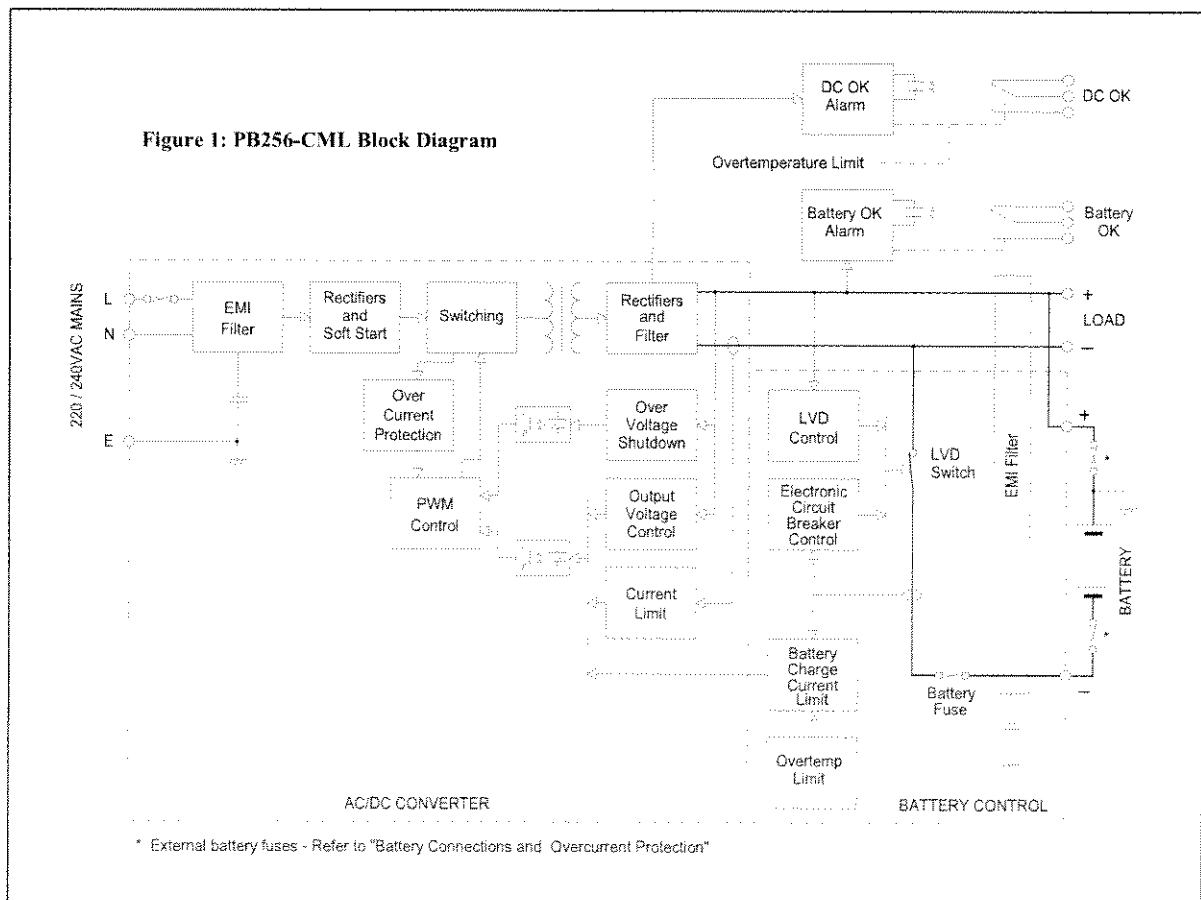 DC OK
Alarm
DC OK
Figure 1: PB256-CML Block Diagram
Overtemperature Limit
Battery OK
Alarm
Battery
OK
220 / 240VAC MAINS
L
N
E
EMI
Filter
Rectifiers
and
Soft Start
Switching
Rectifiers
and
Filter
+
LOAD
−
Over
Current
Protection
Over
Voltage
Shutdown
LVD
Control
LVD
Switch
EMI Filter
+
*
PWM
Control
Output
Voltage
Control
Electronic
Circuit
Breaker
Control
BATTERY
Current
Limit
*
Battery
Charge
Current
Limit
Battery
Fuse
−
Overtemp
Limit
AC/DC CONVERTER
BATTERY CONTROL
* External battery fuses - Refer to "Battery Connections and Overcurrent Protection"